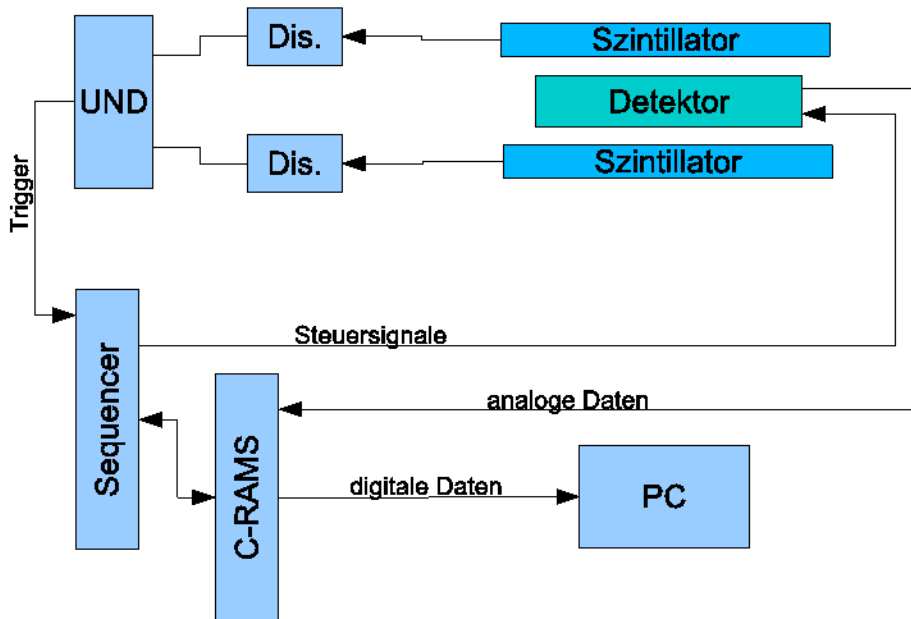 Dis.
Szintillator
UND
Detektor
Dis.
Szintillator
Trigger
Steuersignale
Sequencer
analoge Daten
C-RAMS
digitale Daten
PC